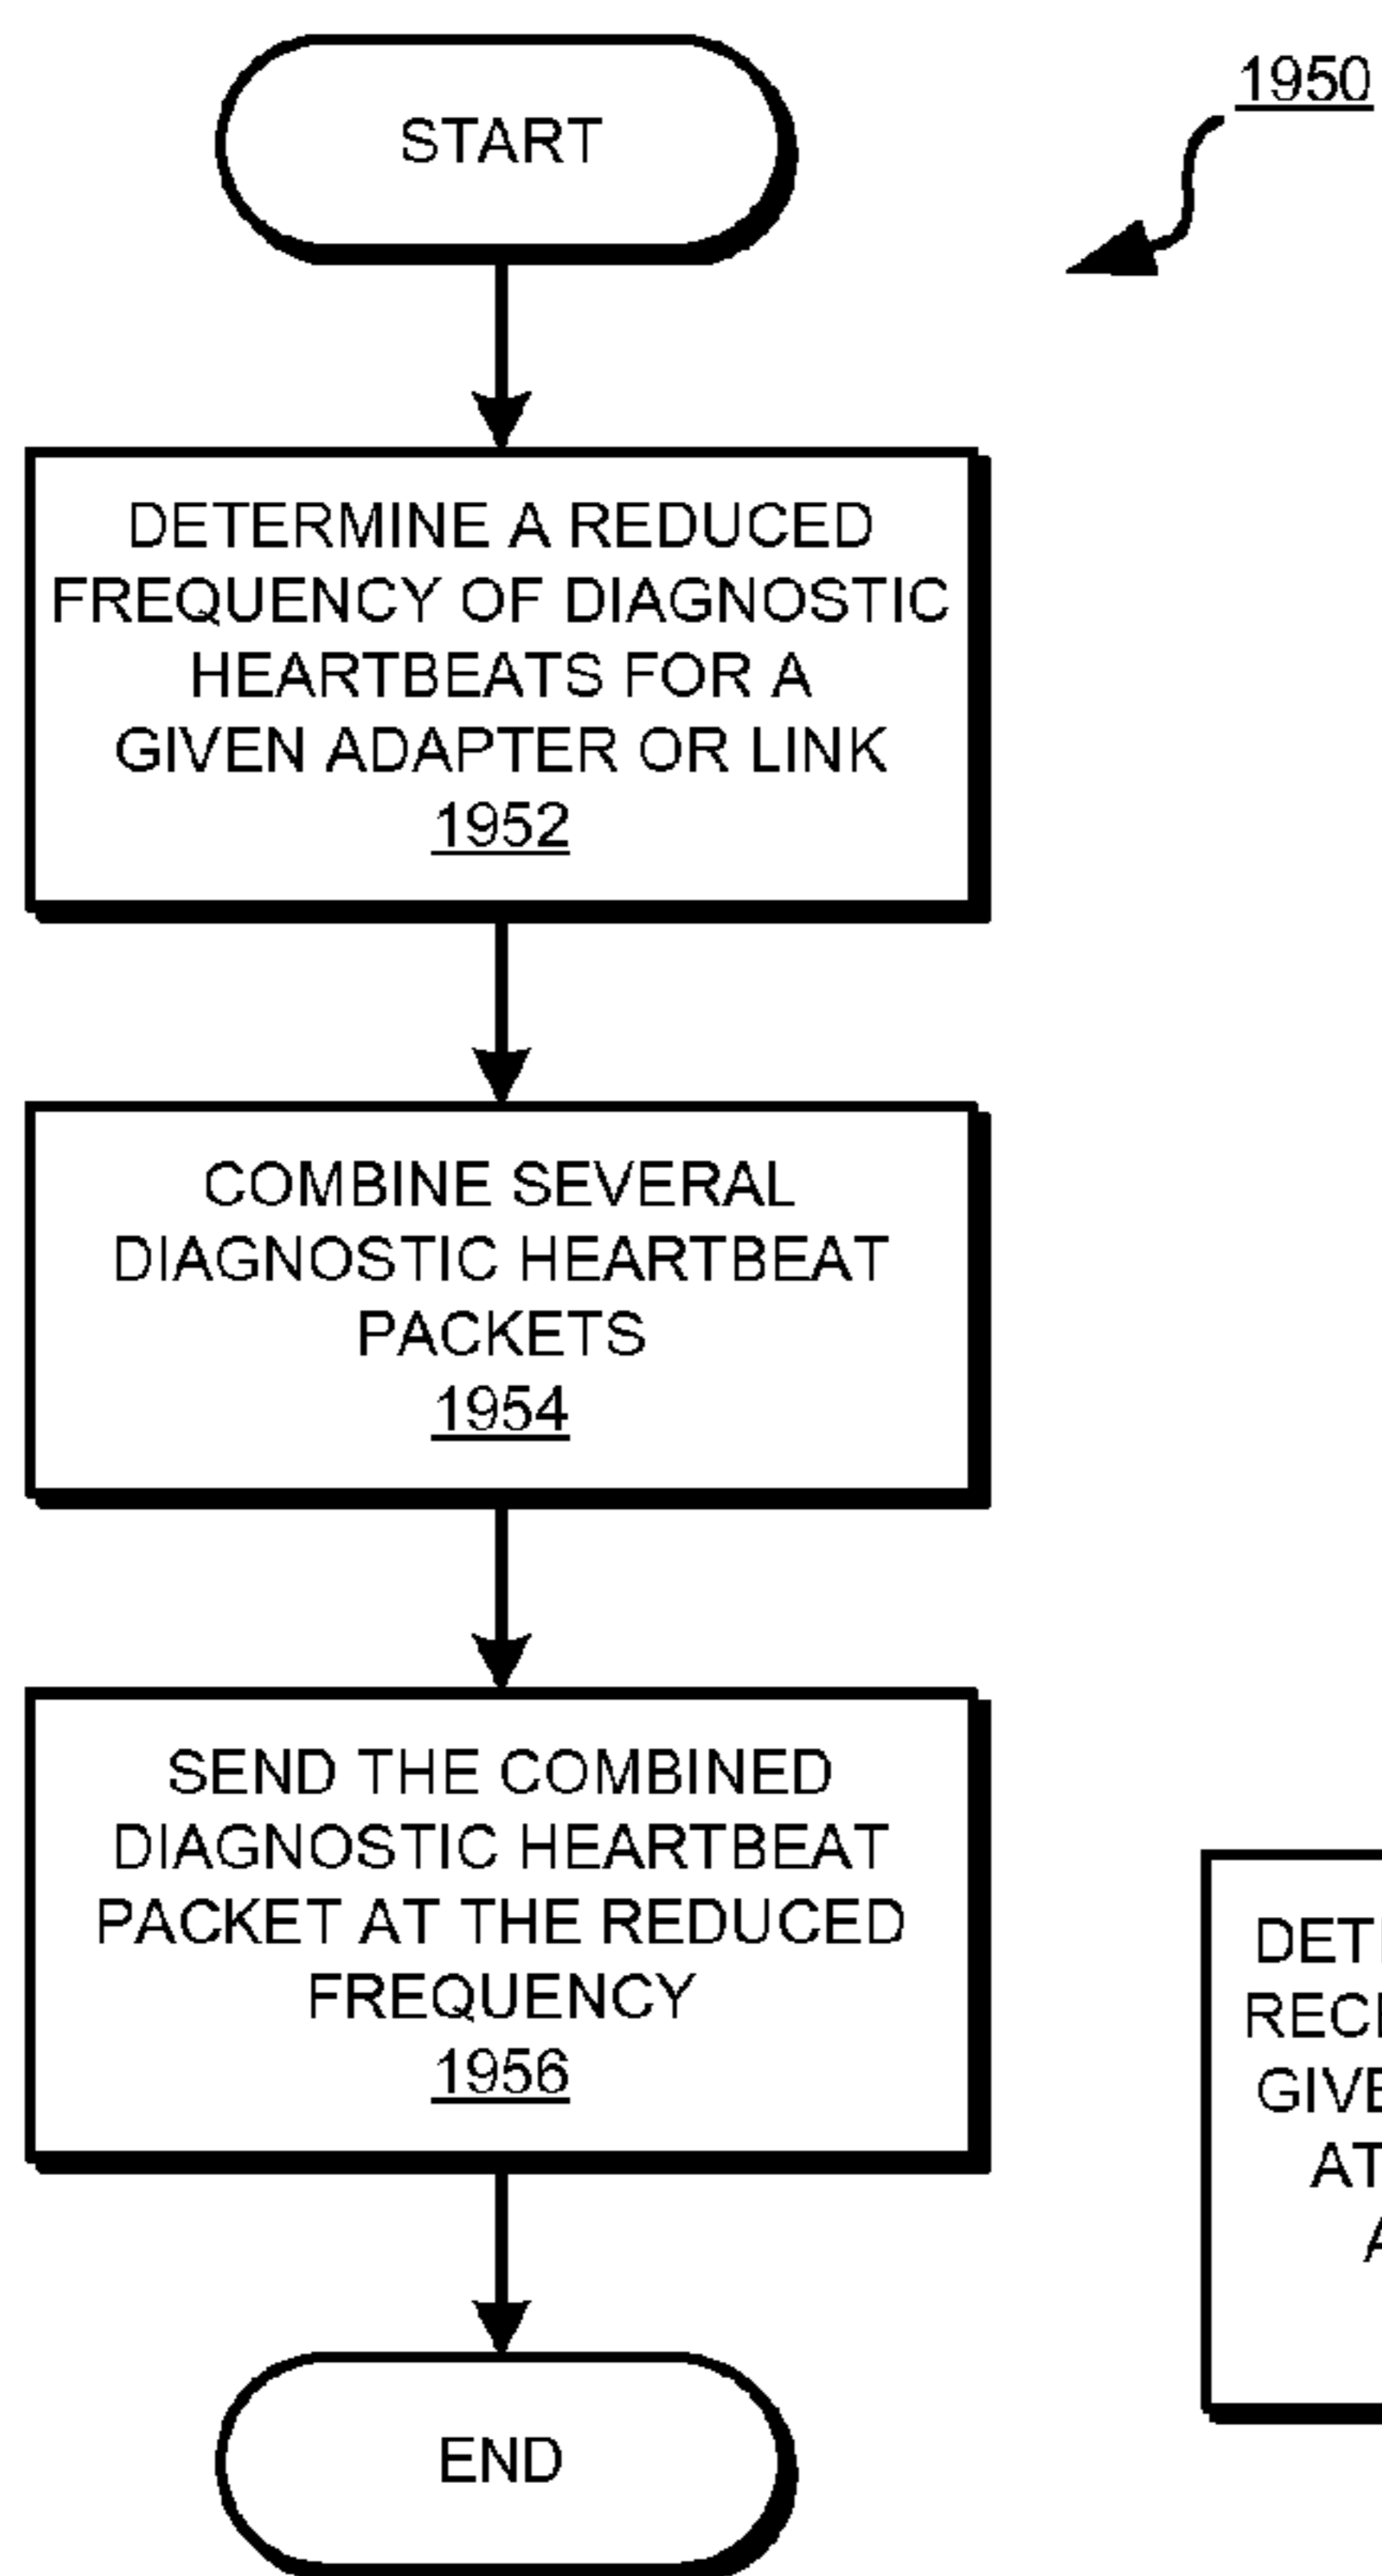 START
1950
DETERMINE A REDUCED
FREQUENCY OF DIAGNOSTIC
HEARTBEATS FOR A
GIVEN ADAPTER OR LINK
1952
COMBINE SEVERAL
DIAGNOSTIC HEARTBEAT
PACKETS
1954
SEND THE COMBINED
DIAGNOSTIC HEARTBEAT
PACKET AT THE REDUCED
FREQUENCY
1956
END
AT